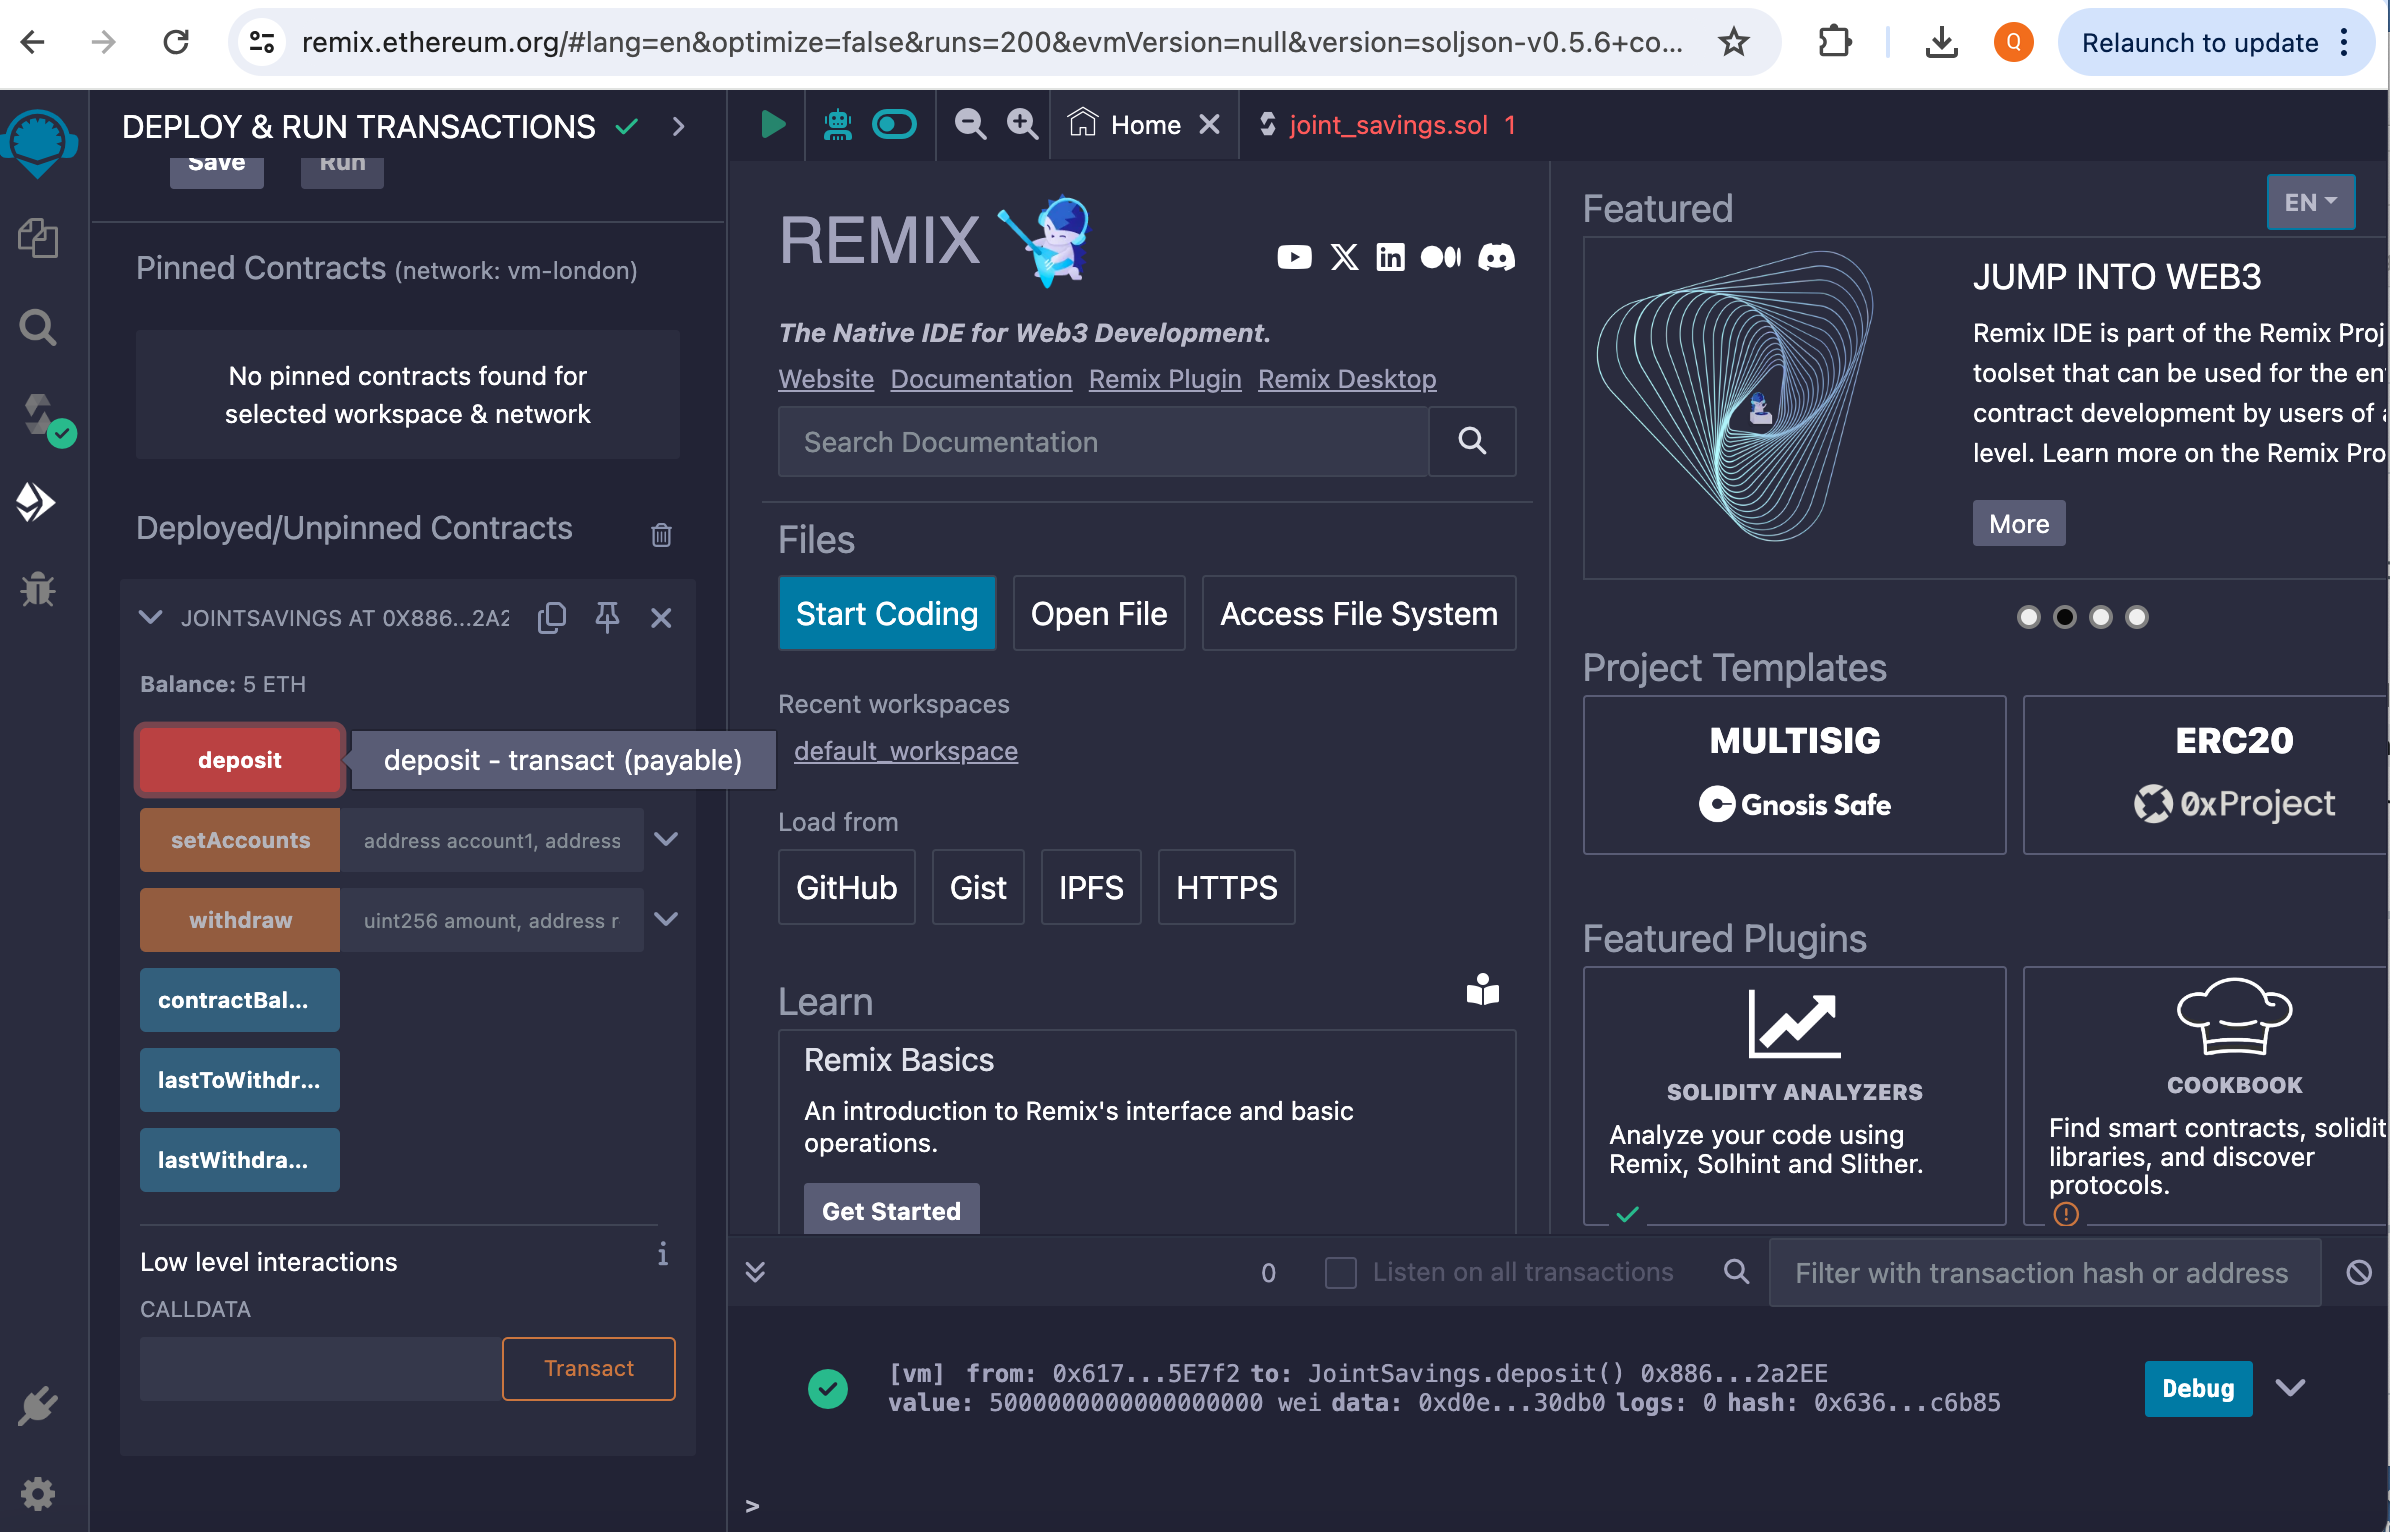 remix.ethereum.org/#lang=en&optimize=false&runs=200&evmVersion=null&version=soljson-v0.5.6+co...
Q
Relaunch to update
DEPLOY & RUN TRANSACTIONS
Save
Run
Pinned Contracts (network: vm-london)
No pinned contracts found for
selected workspace & network
Deployed/Unpinned Contracts
JOINTSAVINGS AT 0X886...2A2
Balance: 5 ETH
deposit
deposit - transact (payable)
setAccounts
address account1, address
withdraw
uint256 amount, address r
contractBal...
lastToWithdr...
lastWithdra...
Low level interactions
i
CALLDATA
Transact
Home
joint_savings.sol 1
REMIX
The Native IDE for Web3 Development.
Website Documentation Remix Plugin Remix Desktop
Search Documentation
Files
Start Coding
Open File
Access File System
Recent workspaces
default_workspace
Load from
GitHub
Gist
IPFS
HTTPS
Learn
Remix Basics
An introduction to Remix's interface and basic
operations.
Get Started
Featured
EN
JUMP INTO WEB3
Remix IDE is part of the Remix Proj
toolset that can be used for the en
contract development by users of a
level. Learn more on the Remix Pro
More
Project Templates
MULTISIG
Gnosis Safe
ERC20
0xProject
Featured Plugins
SOLIDITY ANALYZERS
Analyze your code using
Remix, Solhint and Slither.
COOKBOOK
Find smart contracts, solidit
libraries, and discover
protocols.
0
Listen on all transactions
Filter with transaction hash or address
[vm] from: 0x617...5E7f2 to: JointSavings.deposit() 0x886...2a2EE
value: 5000000000000000000 wei data: 0xd0e...30db0 logs: 0 hash: 0x636...c6b85
Debug
>